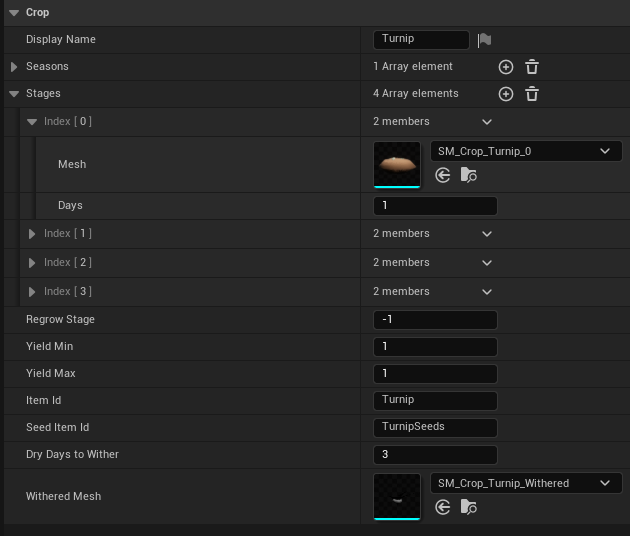 Crop
Display Name Turnip
Seasons 1 Array element
Stages 4 Array elements
Index [ 0 ] 2 members
Mesh SM_Crop_Turnip_0
Days 1
Index [ 1 ] 2 members
Index [ 2 ] 2 members
Index [ 3 ] 2 members
Regrow Stage -1
Yield Min 1
Yield Max 1
Item Id Turnip
Seed Item Id TurnipSeeds
Dry Days to Wither 3
Withered Mesh SM_Crop_Turnip_Withered